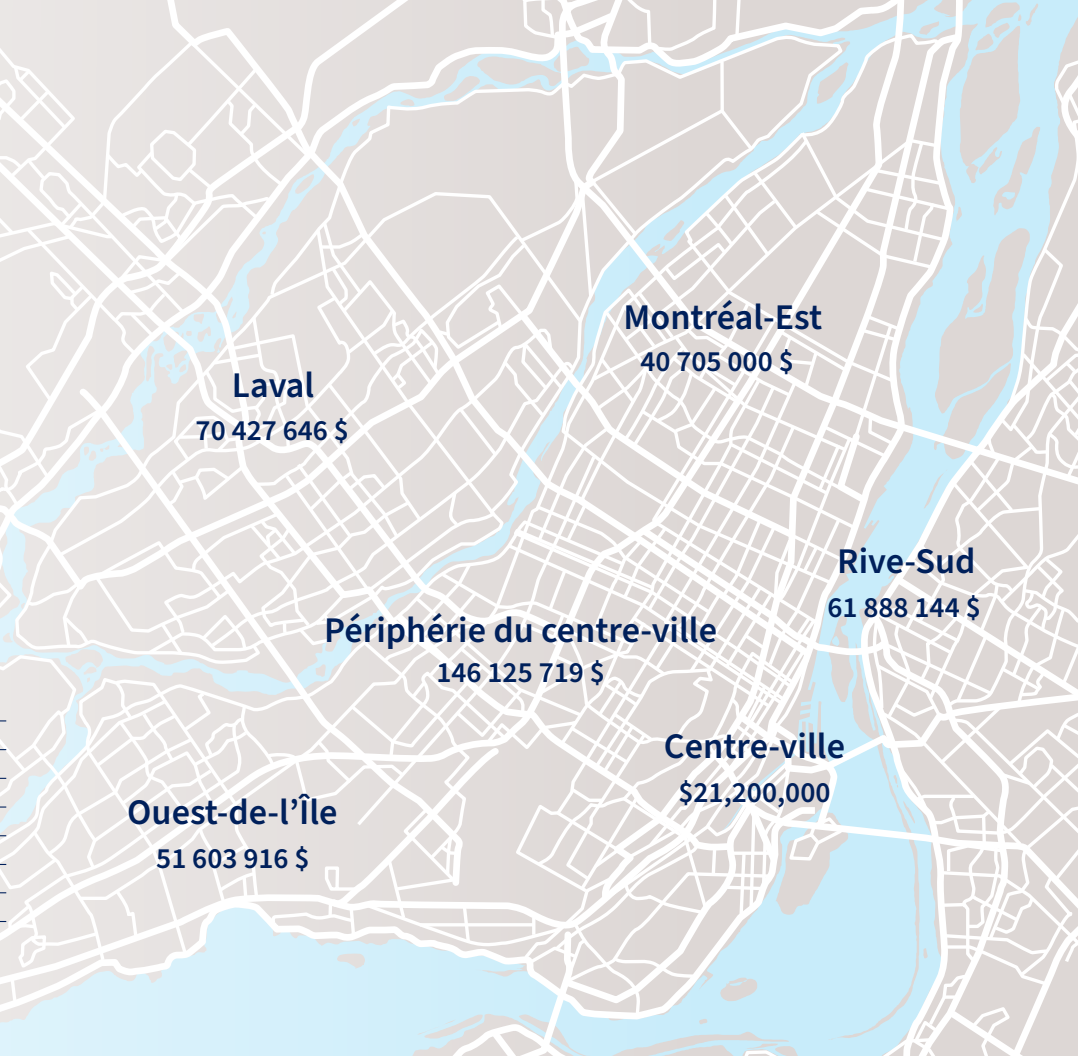 Montréal-Est
40 705 000 $
Laval
70 427 646 $
Rive-Sud
61 888 144 $
Périphérie du centre-ville
146 125 719 $
Centre-ville
$21,200,000
Ouest-de-l’Île
51 603 916 $